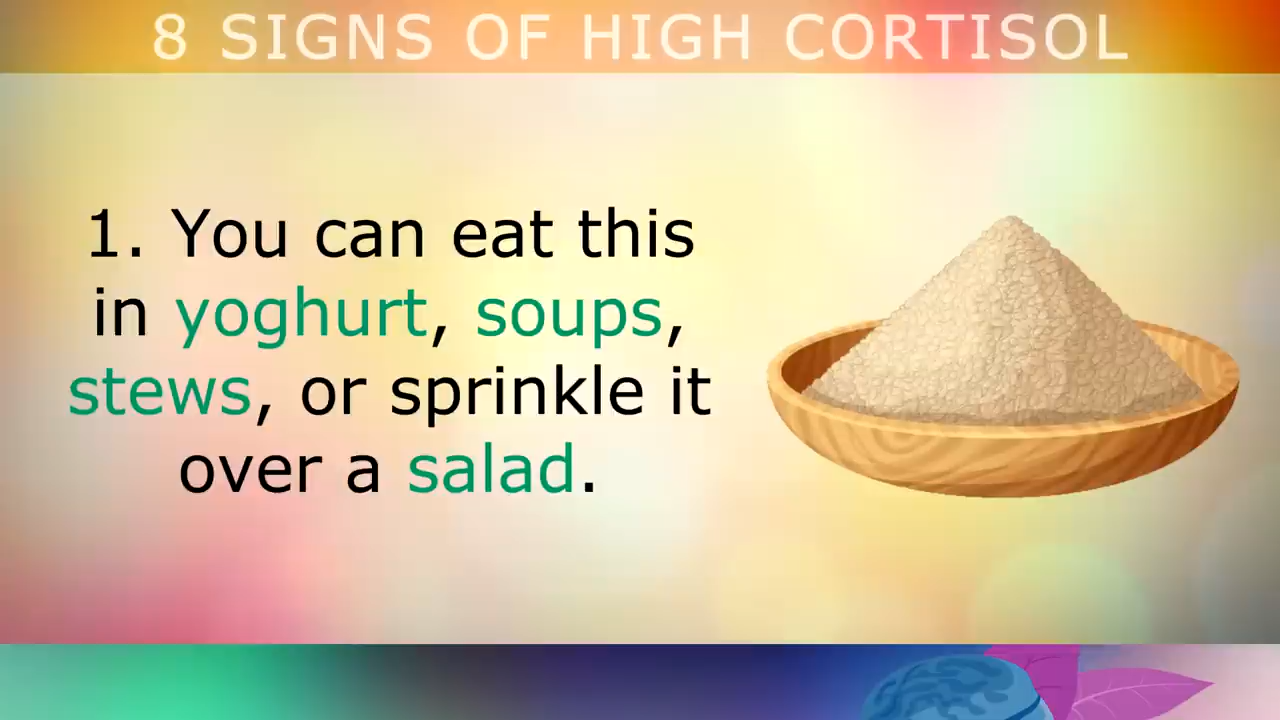 8 SIGNS OF HIGH CORTISOL
1. You can eat this
in yoghurt, soups,
stews, or sprinkle it
over a salad.